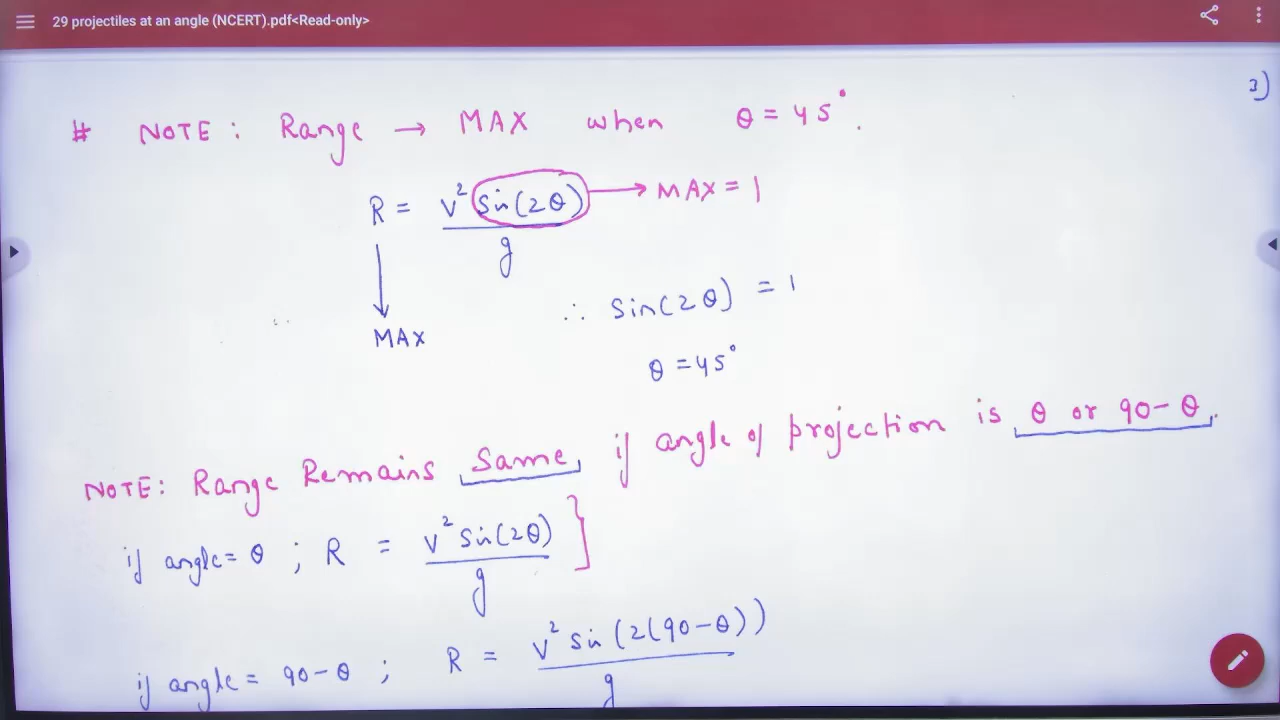 29 projectiles at an angle (NCERT).pdf<Read-only>
3)
# NOTE : Range → MAX when θ = 45°.
R = v² sin(2θ) / g → MAX = 1
↓
MAX
∴ sin(2θ) = 1
θ = 45°
NOTE: Range Remains same, if angle of projection is θ or 90 – θ.
if angle = θ ; R = v² sin(2θ) / g ]
if angle = 90 – θ ; R = v² sin (2(90 – θ)) / g